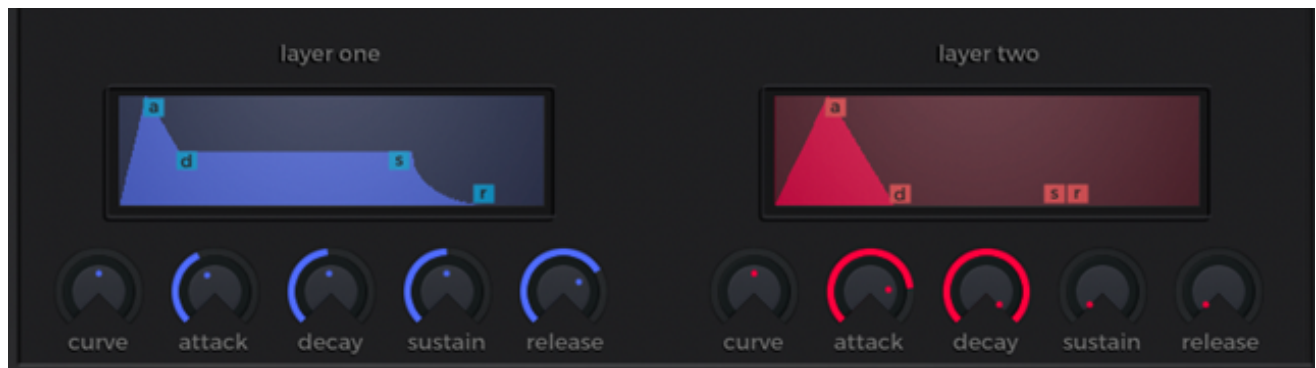 layer one
a
d
s
r
curve attack decay sustain release
layer two
a
d
s r
curve attack decay sustain release